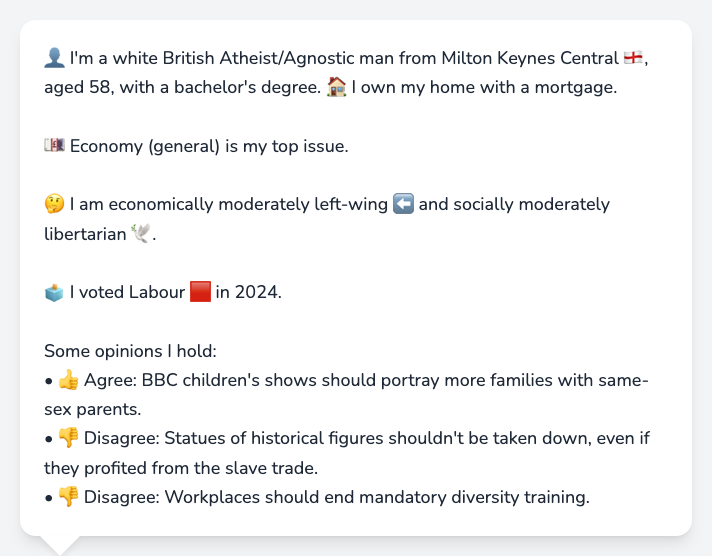 👤 I'm a white British Atheist/Agnostic man from Milton Keynes Central 🏴󠁧󠁢󠁥󠁮󠁧󠁿,
aged 58, with a bachelor's degree. 🏠 I own my home with a mortgage.
💷 Economy (general) is my top issue.
🤔 I am economically moderately left-wing ⬅️ and socially moderately
libertarian 🕊️.
🗳️ I voted Labour 🟥 in 2024.
Some opinions I hold:
• 👍 Agree: BBC children's shows should portray more families with same-
sex parents.
• 👎 Disagree: Statues of historical figures shouldn't be taken down, even if
they profited from the slave trade.
• 👎 Disagree: Workplaces should end mandatory diversity training.